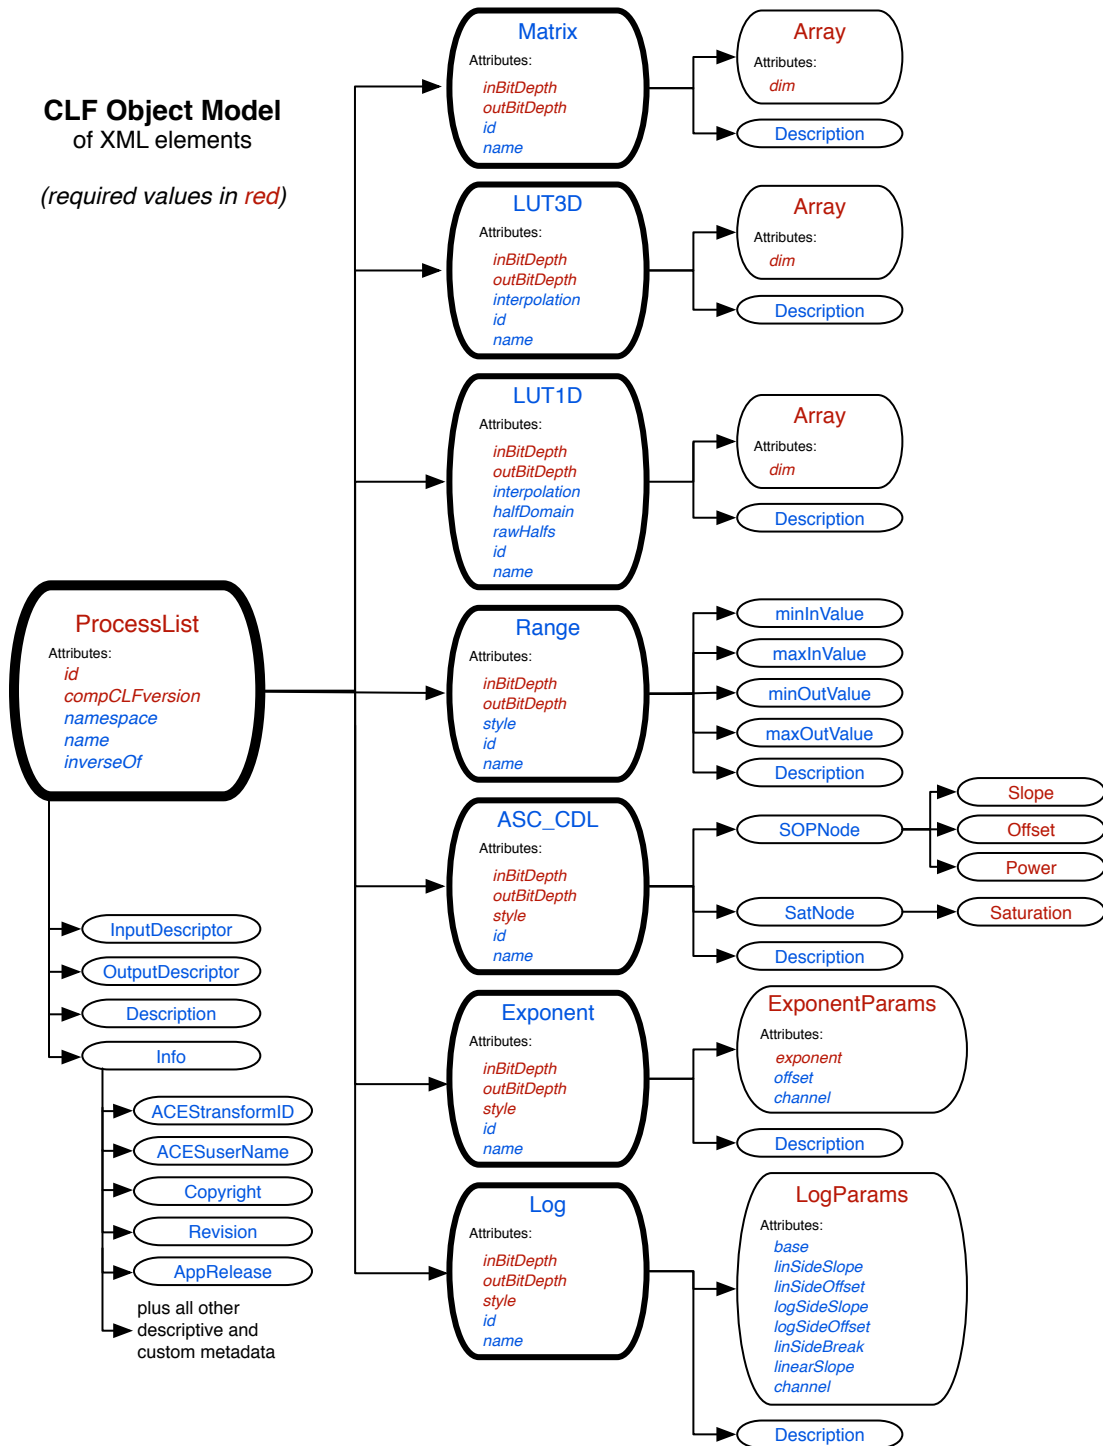 CLF Object Model
of XML elements
(required values in red)
ProcessList
Attributes:
id
compCLFversion
namespace
name
inverseOf
InputDescriptor
OutputDescriptor
Description
Info
ACEStransformID
ACESuserName
Copyright
Revision
AppRelease
plus all other
descriptive and
custom metadata
Matrix
Attributes:
inBitDepth
outBitDepth
id
name
Array
Attributes:
dim
Description
LUT3D
Attributes:
inBitDepth
outBitDepth
interpolation
id
name
Array
Attributes:
dim
Description
LUT1D
Attributes:
inBitDepth
outBitDepth
interpolation
halfDomain
rawHalfs
id
name
Array
Attributes:
dim
Description
Range
Attributes:
inBitDepth
outBitDepth
style
id
name
minInValue
maxInValue
minOutValue
maxOutValue
Description
ASC_CDL
Attributes:
inBitDepth
outBitDepth
style
id
name
SOPNode
Slope
Offset
Power
SatNode
Saturation
Description
Exponent
Attributes:
inBitDepth
outBitDepth
style
id
name
ExponentParams
Attributes:
exponent
offset
channel
Description
Log
Attributes:
inBitDepth
outBitDepth
style
id
name
LogParams
Attributes:
base
linSideSlope
linSideOffset
logSideSlope
logSideOffset
linSideBreak
linearSlope
channel
Description